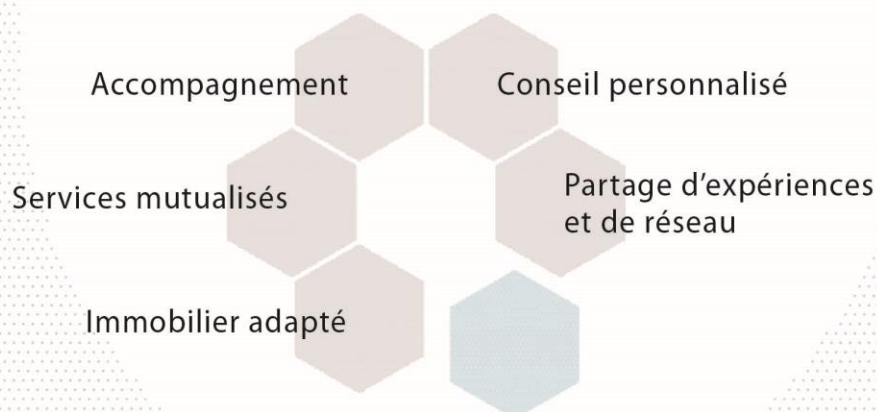 Accompagnement
Conseil personnalisé
Services mutualisés
Partage d’expériences
et de réseau
Immobilier adapté